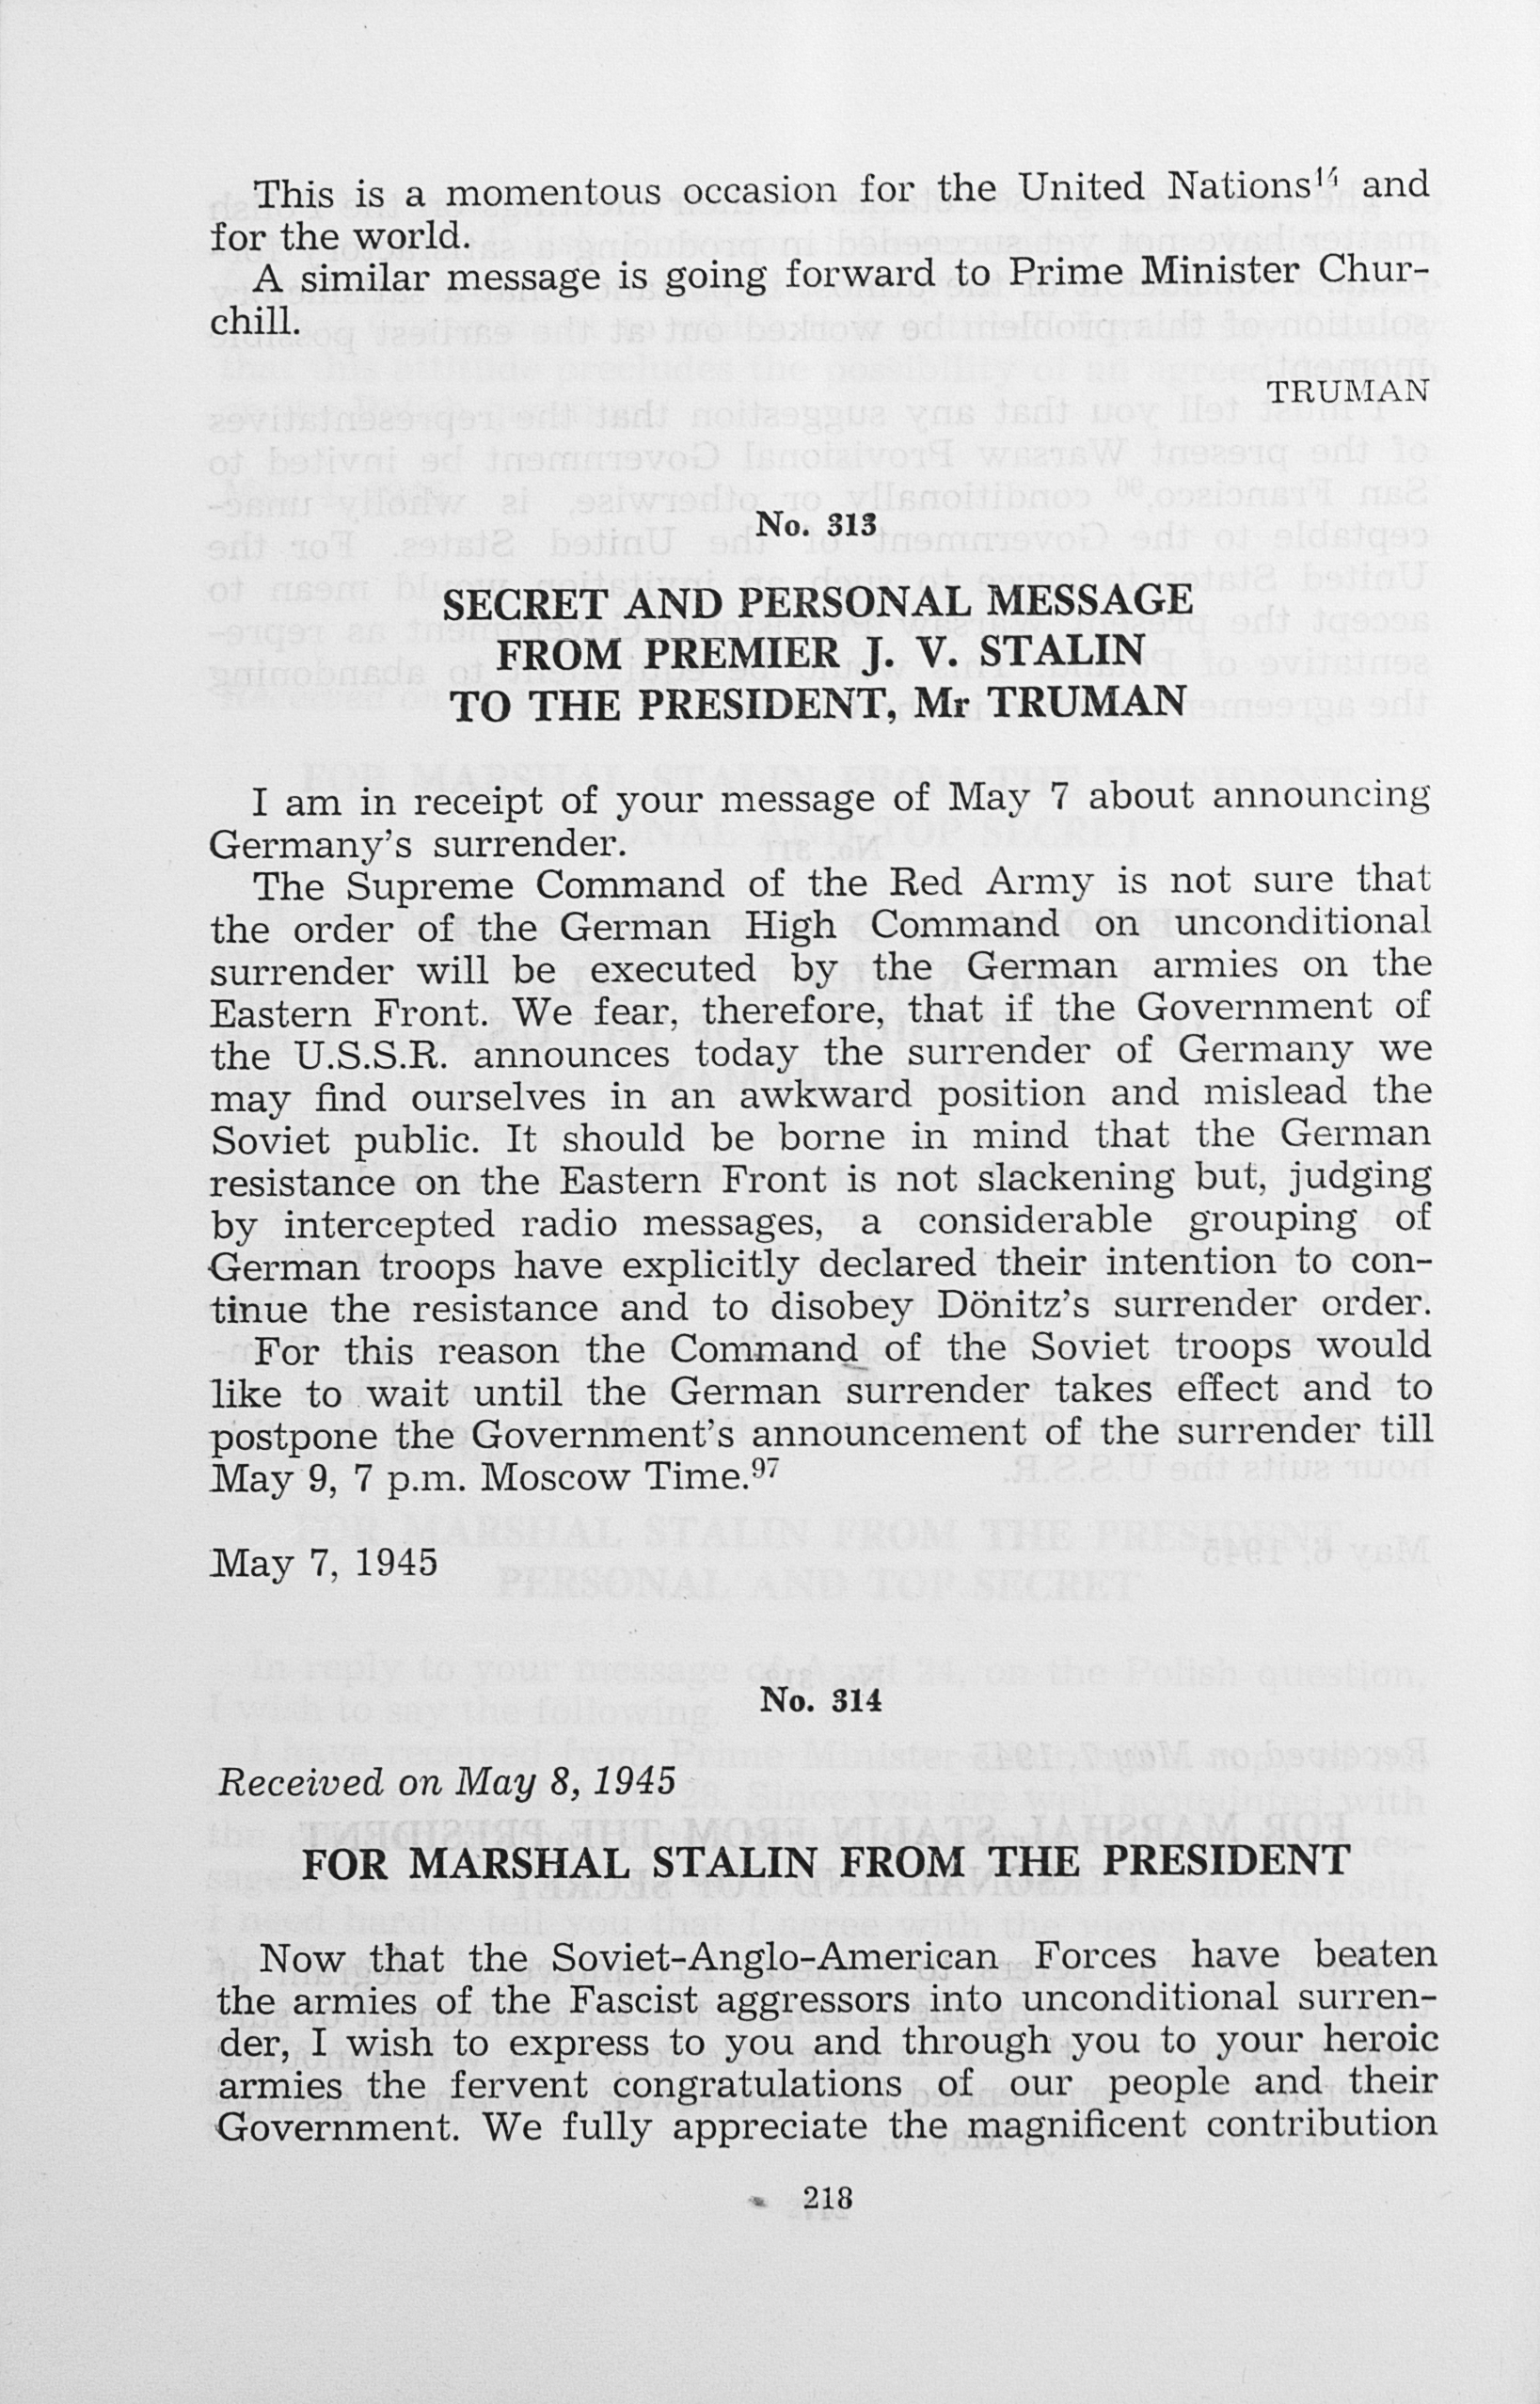 This is a momentous occasion for the United Nations¹⁴ and
for the world.
A similar message is going forward to Prime Minister Chur-
chill.
TRUMAN
No. 313
SECRET AND PERSONAL MESSAGE
FROM PREMIER J. V. STALIN
TO THE PRESIDENT, Mr TRUMAN
I am in receipt of your message of May 7 about announcing
Germany's surrender.
The Supreme Command of the Red Army is not sure that
the order of the German High Command on unconditional
surrender will be executed by the German armies on the
Eastern Front. We fear, therefore, that if the Government of
the U.S.S.R. announces today the surrender of Germany we
may find ourselves in an awkward position and mislead the
Soviet public. It should be borne in mind that the German
resistance on the Eastern Front is not slackening but, judging
by intercepted radio messages, a considerable grouping of
German troops have explicitly declared their intention to con-
tinue the resistance and to disobey Dönitz's surrender order.
For this reason the Command of the Soviet troops would
like to wait until the German surrender takes effect and to
postpone the Government's announcement of the surrender till
May 9, 7 p.m. Moscow Time.⁹⁷
May 7, 1945
No. 314
Received on May 8, 1945
FOR MARSHAL STALIN FROM THE PRESIDENT
Now that the Soviet-Anglo-American Forces have beaten
the armies of the Fascist aggressors into unconditional surren-
der, I wish to express to you and through you to your heroic
armies the fervent congratulations of our people and their
Government. We fully appreciate the magnificent contribution
218